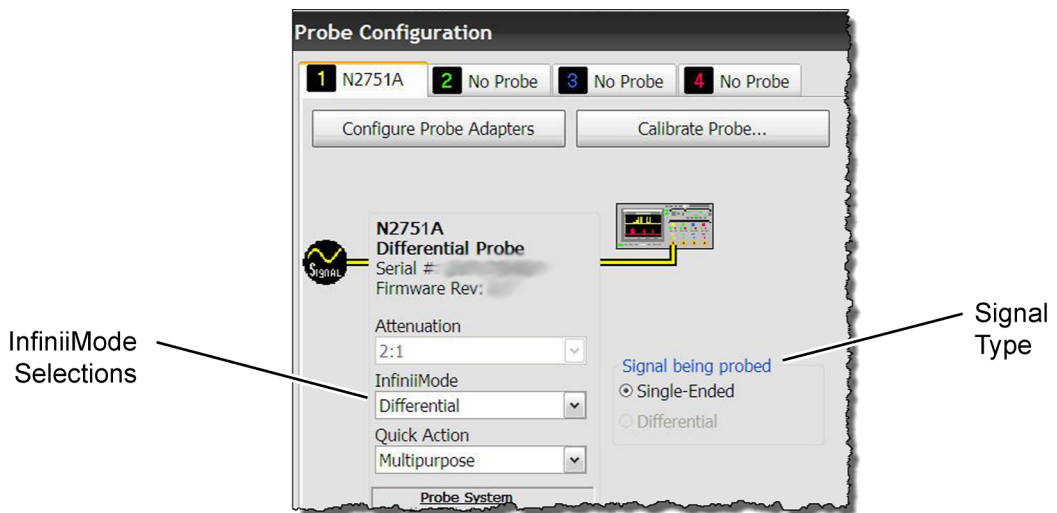 Probe Configuration
1 N2751A
2 No Probe
3 No Probe
4 No Probe
Configure Probe Adapters
Calibrate Probe...
N2751A
Differential Probe
Serial #:
Firmware Rev:
SIGNAL
Attenuation
2:1
InfiniiMode
Differential
Quick Action
Multipurpose
Probe System
Signal being probed
Single-Ended
Differential
InfiniiMode
Selections
Signal
Type